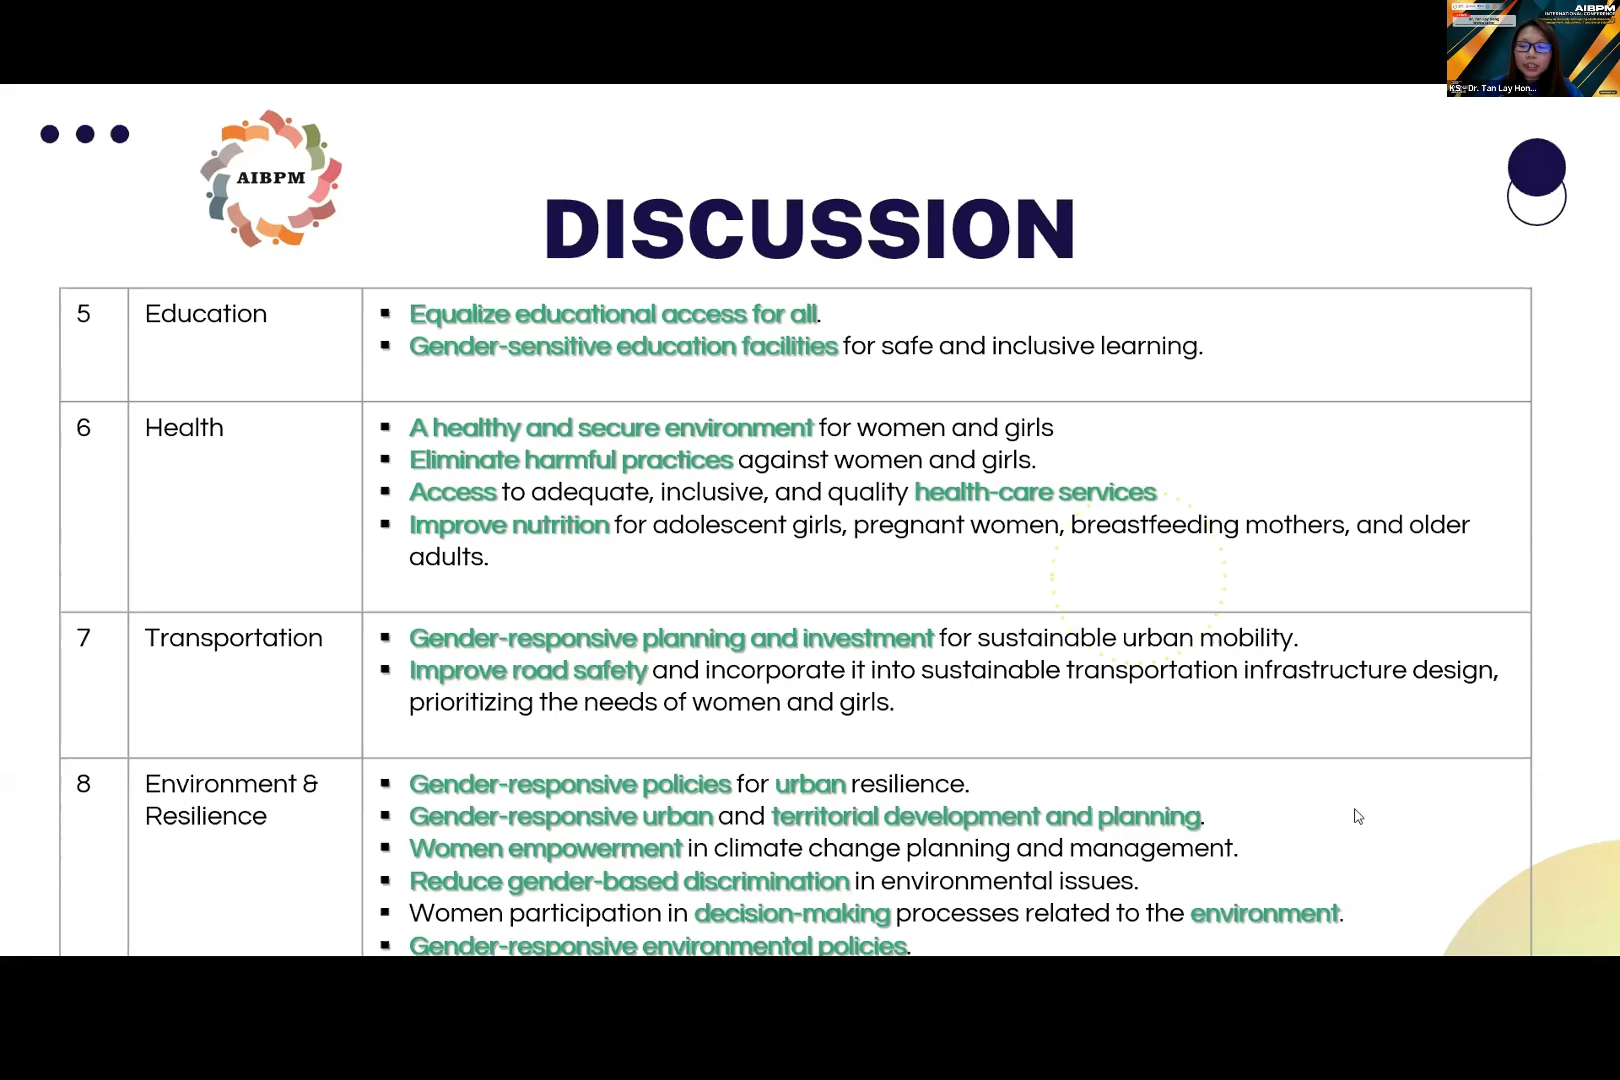 AIBPM
INTERNATIONAL CONFERENCE
KS_ Dr. Tan Lay Hon...
AIBPM
DISCUSSION
5
Education
▪ Equalize educational access for all.
▪ Gender-sensitive education facilities for safe and inclusive learning.
6
Health
▪ A healthy and secure environment for women and girls
▪ Eliminate harmful practices against women and girls.
▪ Access to adequate, inclusive, and quality health-care services
▪ Improve nutrition for adolescent girls, pregnant women, breastfeeding mothers, and older
adults.
7
Transportation
▪ Gender-responsive planning and investment for sustainable urban mobility.
▪ Improve road safety and incorporate it into sustainable transportation infrastructure design,
prioritizing the needs of women and girls.
8
Environment &
Resilience
▪ Gender-responsive policies for urban resilience.
▪ Gender-responsive urban and territorial development and planning.
▪ Women empowerment in climate change planning and management.
▪ Reduce gender-based discrimination in environmental issues.
▪ Women participation in decision-making processes related to the environment.
▪ Gender-responsive environmental policies.